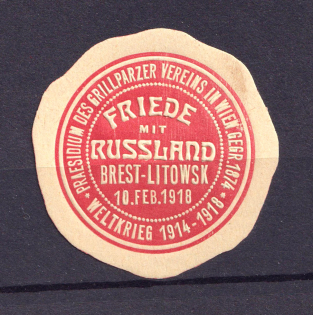 PRAESIDIUM DES GRILLPARZER VEREINS IN WIEN GEGR. 1874
FRIEDE
MIT
RUSSLAND
BREST-LITOWSK
10.FEB.1918
WELTKRIEG 1914-1918